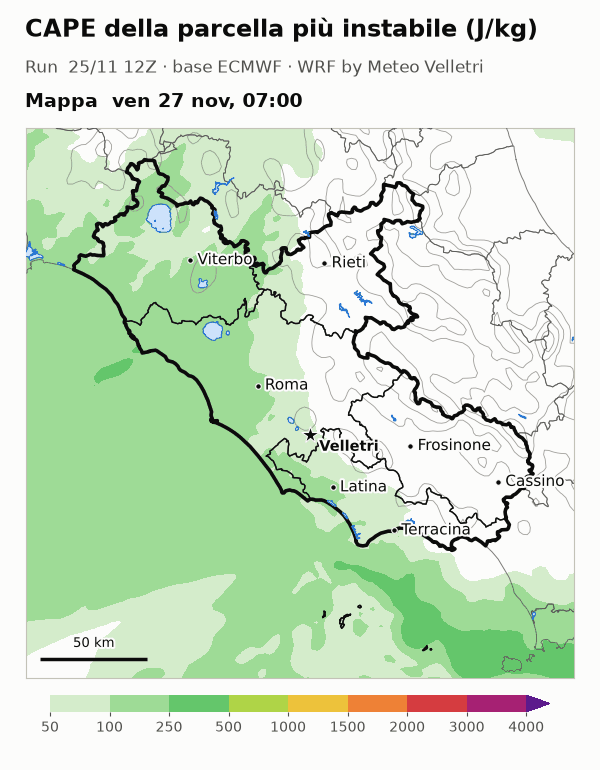 CAPE della parcella più instabile (J/kg)
Run 25/11 12Z · base ECMWF · WRF by Meteo Velletri
Mappa ven 27 nov, 07:00
Viterbo
Rieti
Roma
Velletri
Frosinone
Cassino
Latina
Terracina
50 km
50 100 250 500 1000 1500 2000 3000 4000